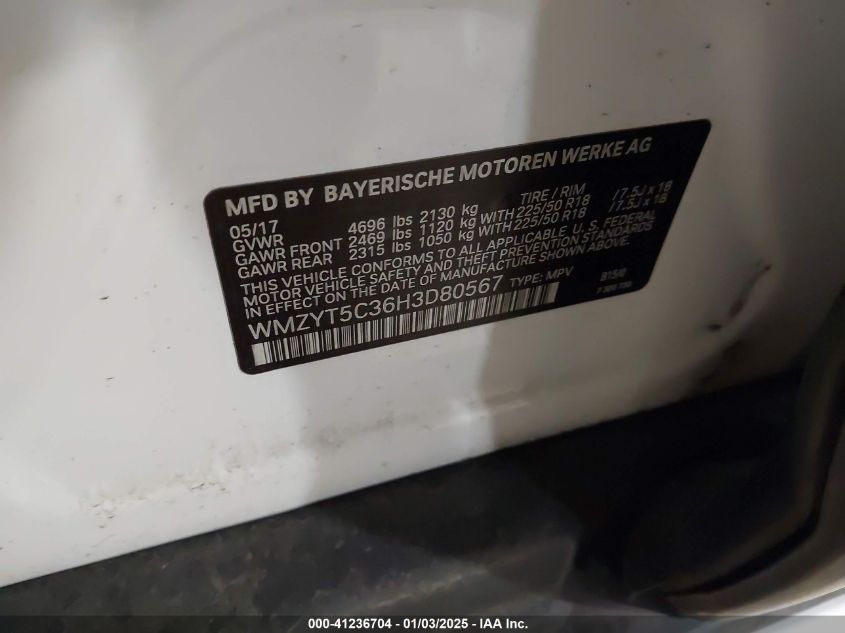 MFD BY BAYERISCHE MOTOREN WERKE AG
05/17 TIRE / RIM
GVWR 4696 lbs 2130 kg
GAWR FRONT 2469 lbs 1120 kg WITH 225/50 R18 / 7.5J x 18
GAWR REAR 2315 lbs 1050 kg WITH 225/50 R18 / 7.5J x 18
THIS VEHICLE CONFORMS TO ALL APPLICABLE U.S. FEDERAL
MOTOR VEHICLE SAFETY AND THEFT PREVENTION STANDARDS
IN EFFECT ON THE DATE OF MANUFACTURE SHOWN ABOVE.
WMZYT5C36H3D80567 TYPE: MPV B15/0
000-41236704 - 01/03/2025 - IAA Inc.